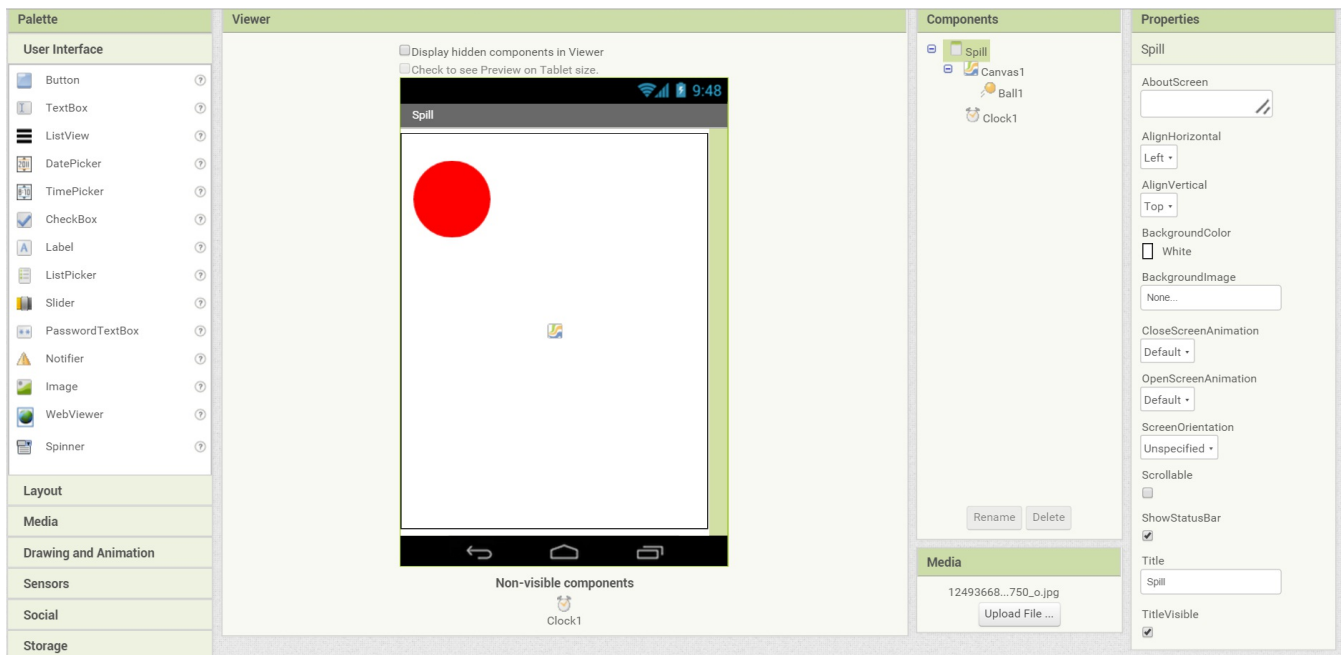 Palette
User Interface
Button
TextBox
ListView
DatePicker
TimePicker
CheckBox
Label
ListPicker
Slider
PasswordTextBox
Notifier
Image
WebViewer
Spinner
Layout
Media
Drawing and Animation
Sensors
Social
Storage
Viewer
Display hidden components in Viewer
Check to see Preview on Tablet size.
9:48
Spill
Non-visible components
Clock1
Components
Spill
Canvas1
Ball1
Clock1
Rename Delete
Media
12493668...750_o.jpg
Upload File ...
Properties
Spill
AboutScreen
AlignHorizontal
Left
AlignVertical
Top
BackgroundColor
White
BackgroundImage
None...
CloseScreenAnimation
Default
OpenScreenAnimation
Default
ScreenOrientation
Unspecified
Scrollable
ShowStatusBar
Title
Spill
TitleVisible